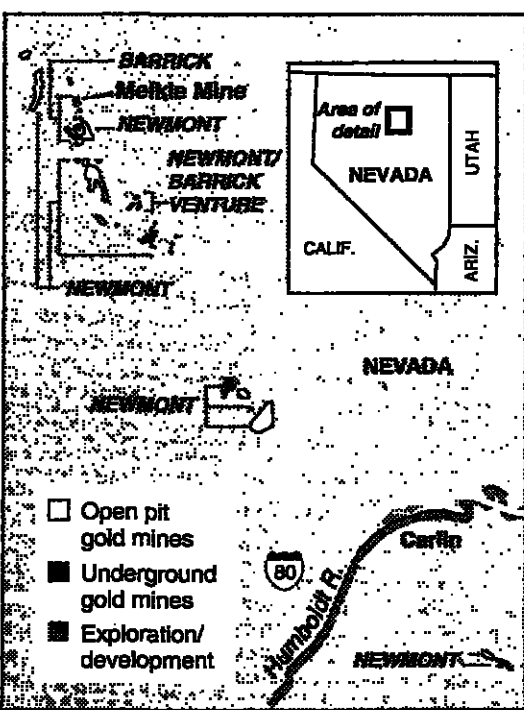 BARRICK
Meikle Mine
NEWMONT
NEWMONT/
BARRICK
VENTURE
NEWMONT
Area of
detail
NEVADA
UTAH
CALIF.
ARIZ.
NEVADA
NEWMONT
Open pit
gold mines
Underground
gold mines
Exploration/
development
80
Humboldt R.
Carlin
NEWMONT